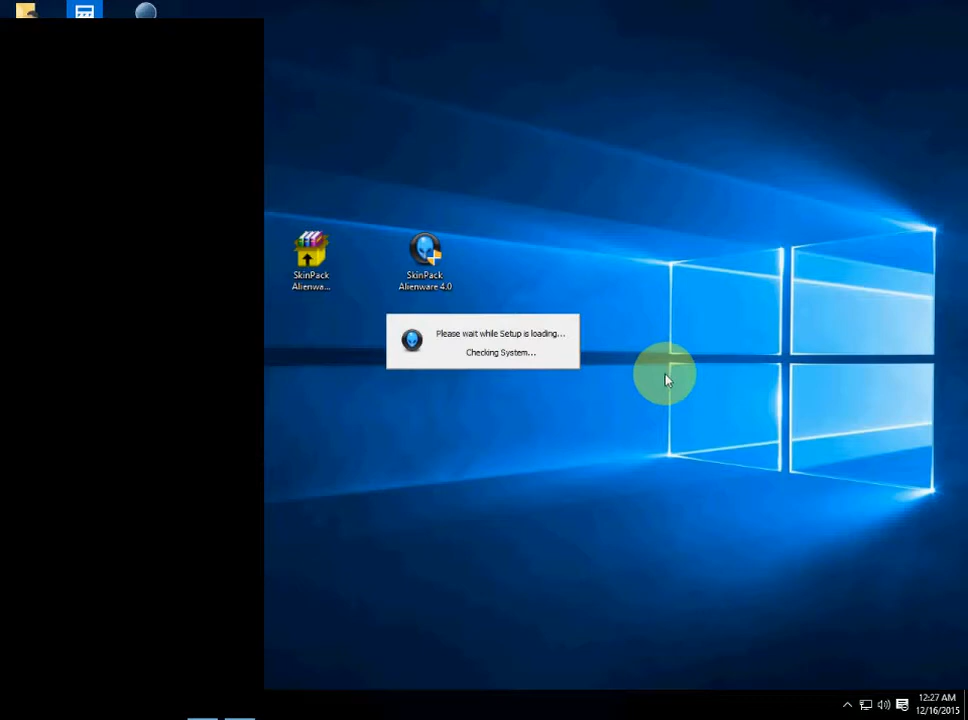 SkinPack
Alienwa...
SkinPack
Alienware 4.0
Please wait while Setup is loading...
Checking System...
12:27 AM
12/16/2015